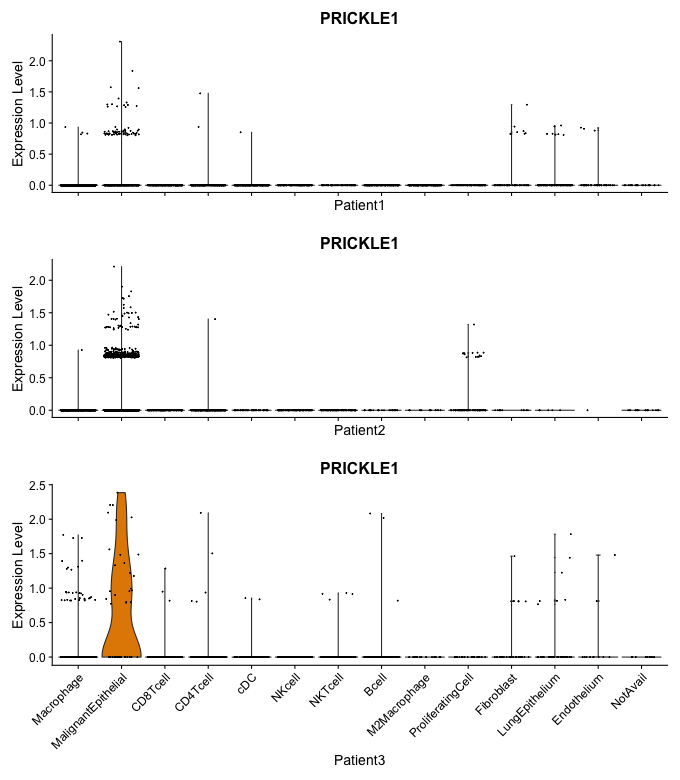 PRICKLE1
Expression Level
2.0
1.5
1.0
0.5
0.0
Patient1
PRICKLE1
Expression Level
2.0
1.5
1.0
0.5
0.0
Patient2
PRICKLE1
Expression Level
2.5
2.0
1.5
1.0
0.5
0.0
Macrophage
MalignantEpithelial
CD8Tcell
CD4Tcell
cDC
NKcell
NKTcell
Bcell
M2Macrophage
ProliferatingCell
Fibroblast
LungEpithelium
Endothelium
NotAvail
Patient3